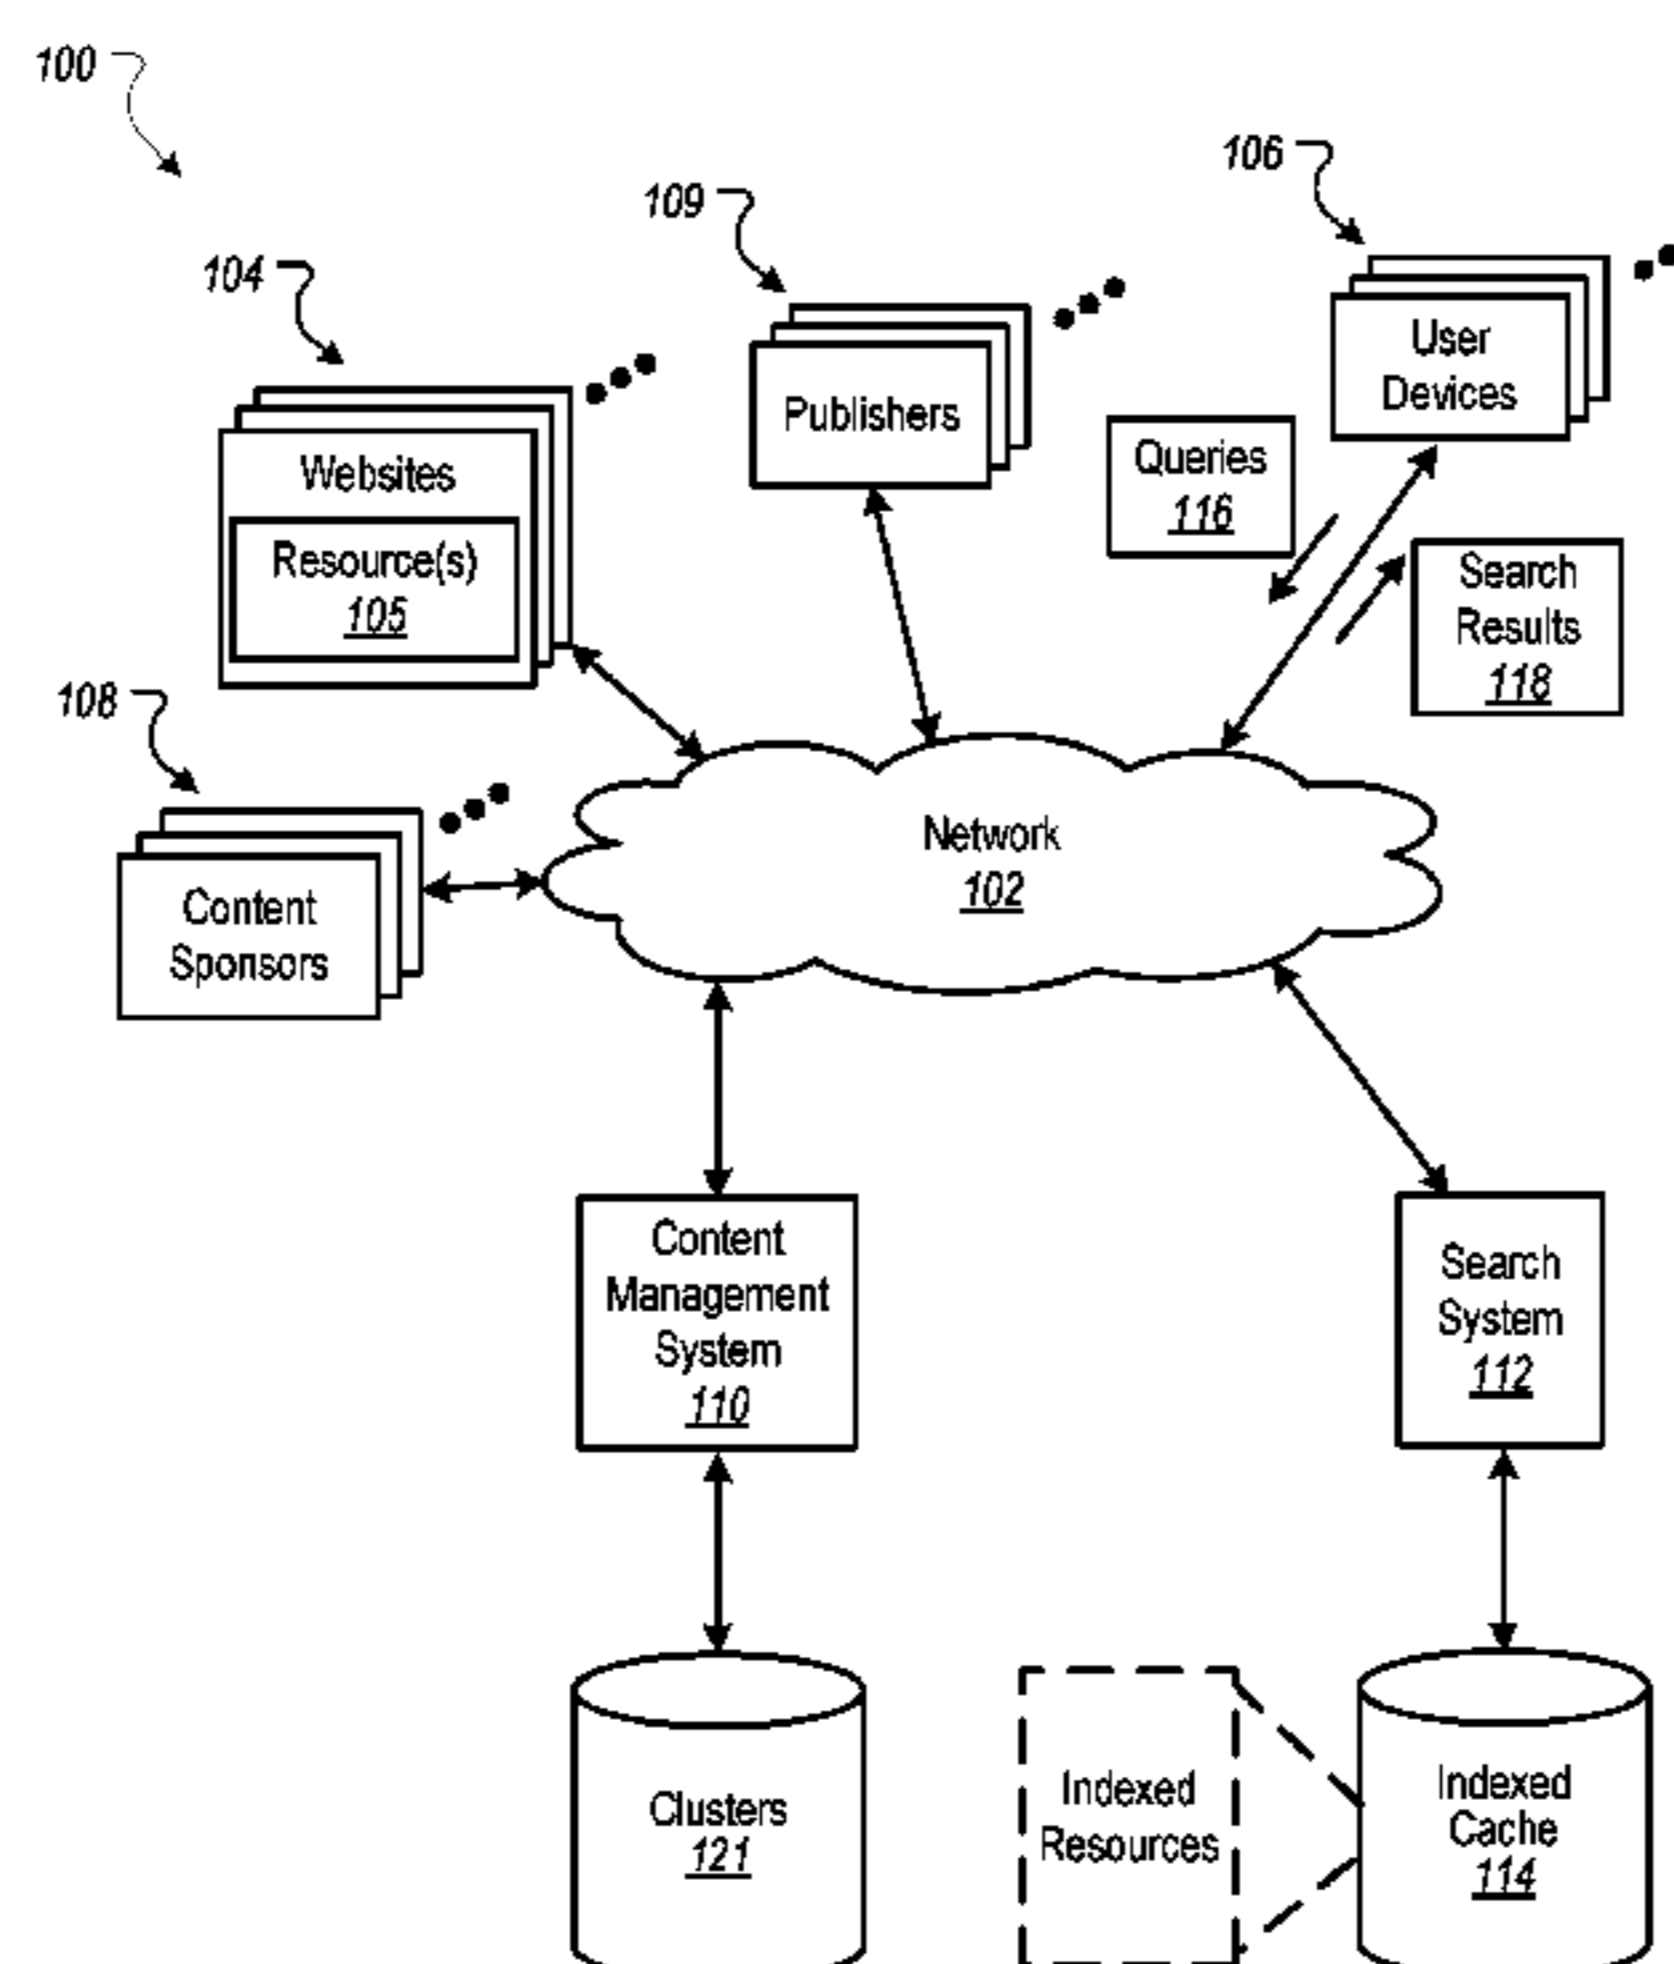 100
106
109
104
User
Devices
Publishers
Queries
116
Websites
Resource(s)
105
Search
Results
118
108
Network
102
Content
Sponsors
Content
Management
System
110
Search
System
112
Clusters
121
Indexed
Resources
Indexed
Cache
114